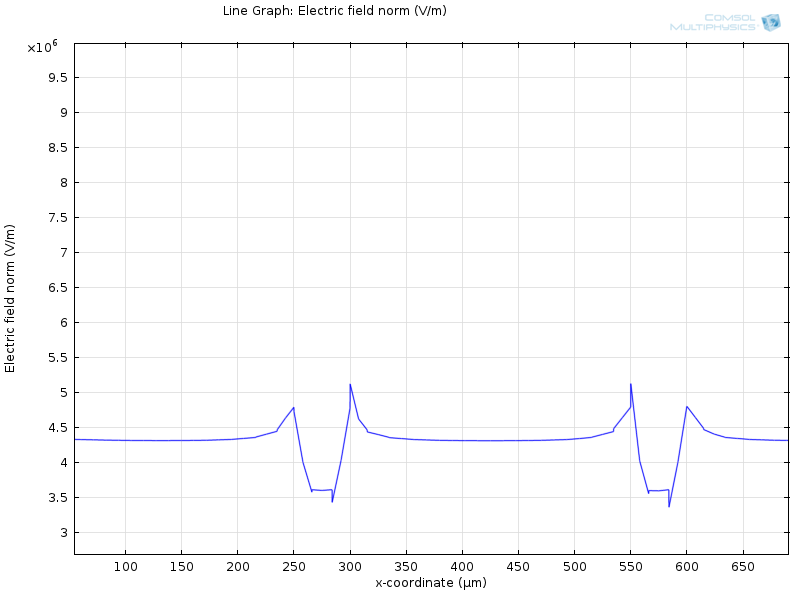 Line Graph: Electric field norm (V/m)
COMSOL
MULTIPHYSICS
×10⁶
9.5
9
8.5
8
7.5
7
6.5
6
5.5
5
4.5
4
3.5
3
Electric field norm (V/m)
100 150 200 250 300 350 400 450 500 550 600 650
x-coordinate (µm)